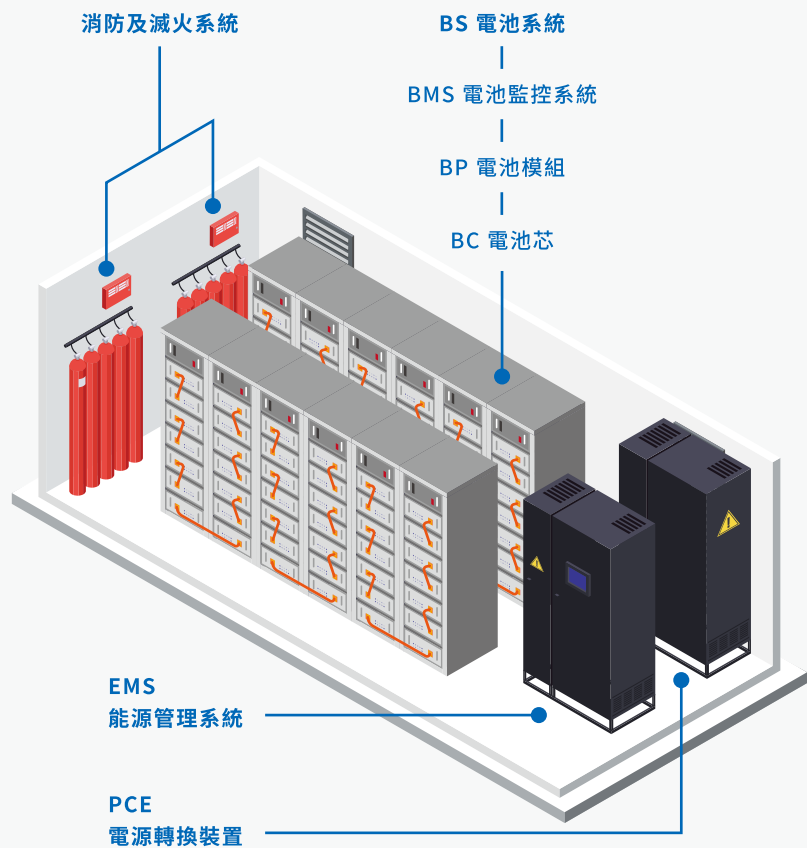 消防及滅火系統
BS 電池系統
BMS 電池監控系統
BP 電池模組
BC 電池芯
EMS
能源管理系統
PCE
電源轉換裝置